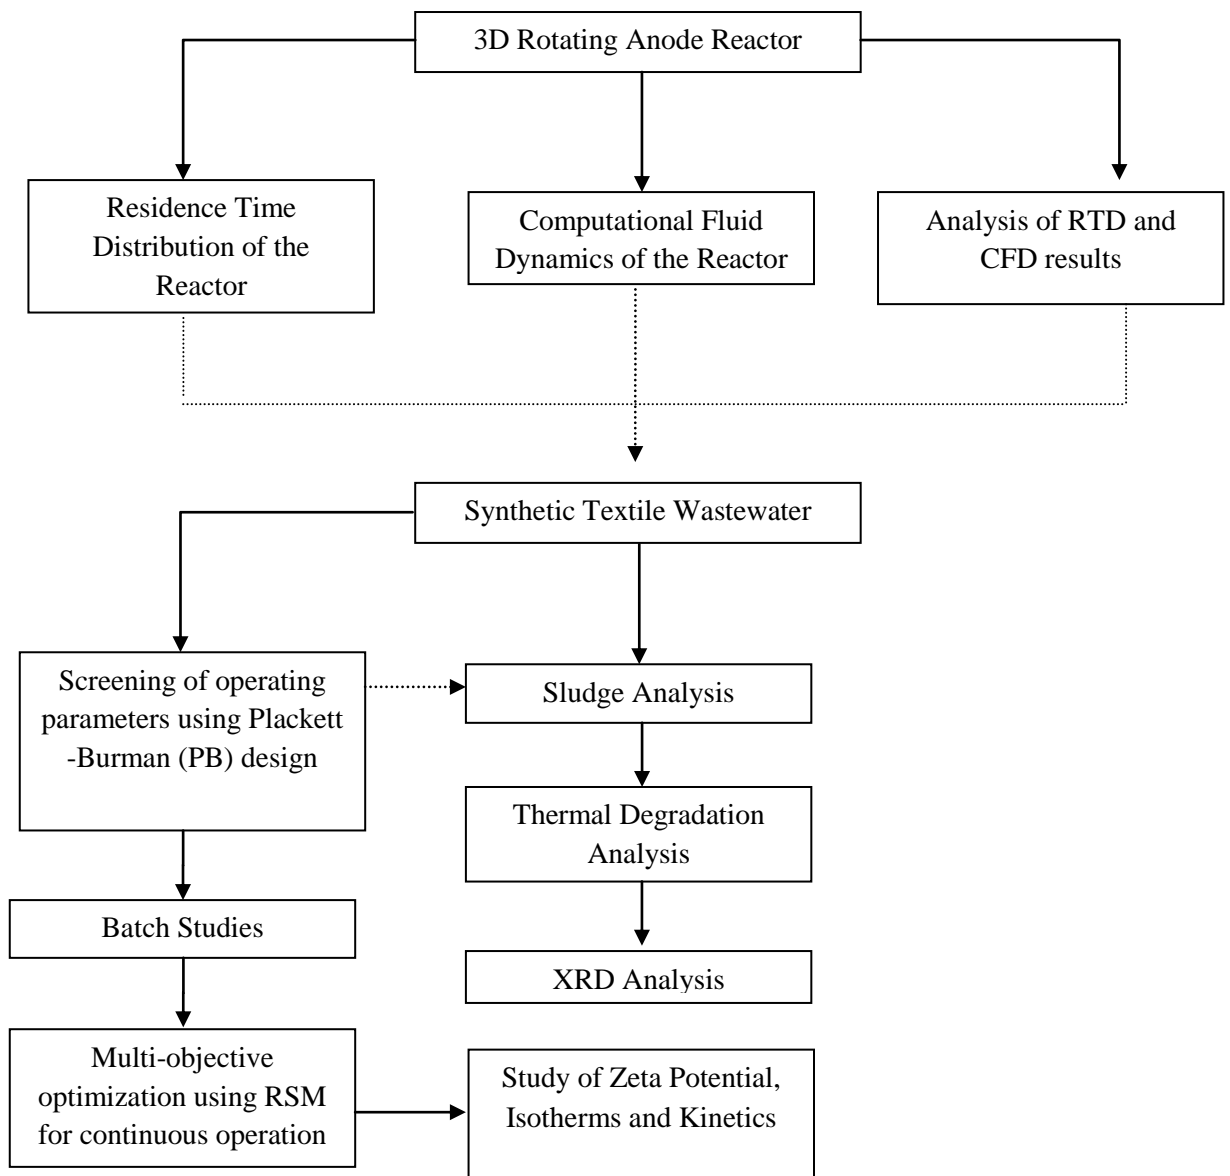 3D Rotating Anode Reactor
Residence Time
Distribution of the
Reactor
Computational Fluid
Dynamics of the Reactor
Analysis of RTD and
CFD results
Synthetic Textile Wastewater
Screening of operating
parameters using Plackett
-Burman (PB) design
Sludge Analysis
Thermal Degradation
Analysis
Batch Studies
XRD Analysis
Multi-objective
optimization using RSM
for continuous operation
Study of Zeta Potential,
Isotherms and Kinetics